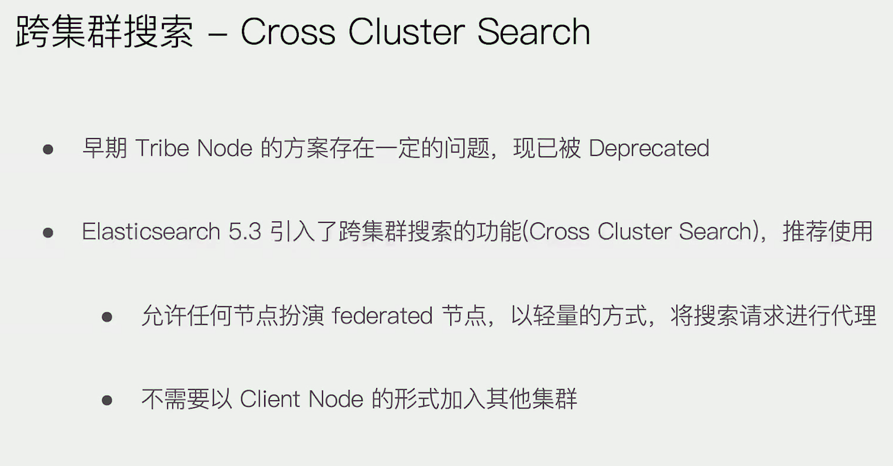 跨集群搜索 – Cross Cluster Search
● 早期 Tribe Node 的方案存在一定的问题，现已被 Deprecated
● Elasticsearch 5.3 引入了跨集群搜索的功能(Cross Cluster Search)，推荐使用
● 允许任何节点扮演 federated 节点，以轻量的方式，将搜索请求进行代理
● 不需要以 Client Node 的形式加入其他集群